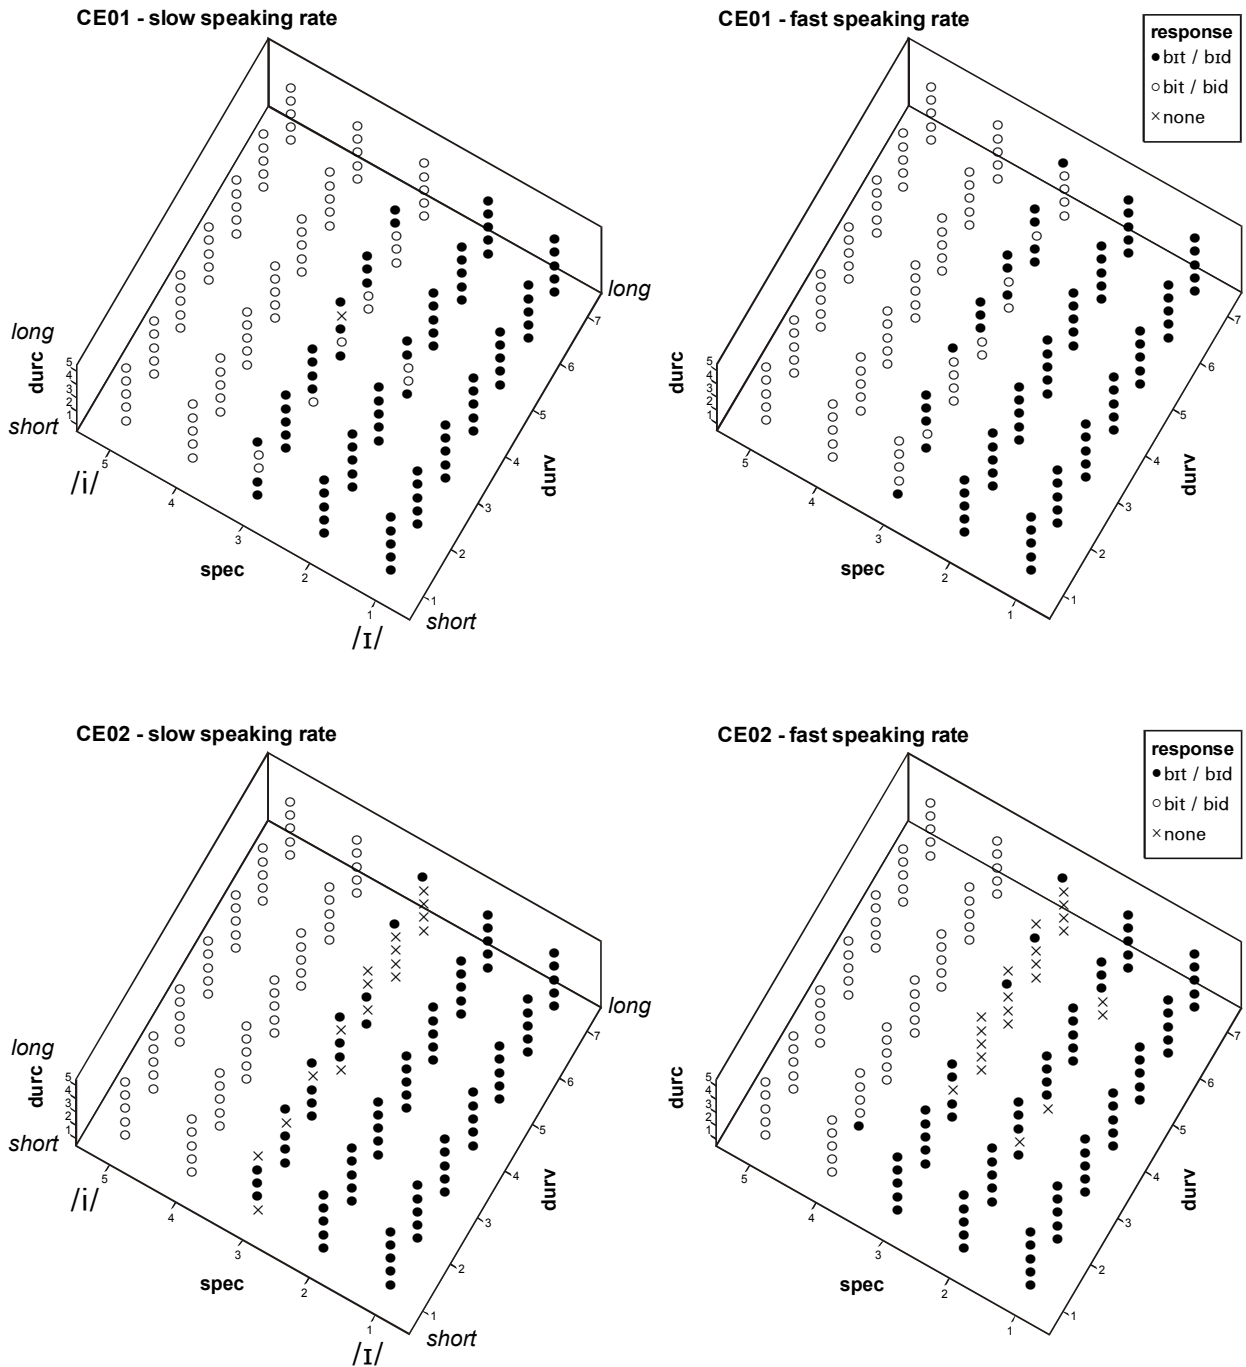 CE01 - slow speaking rate
CE01 - fast speaking rate
response
bɪt / bɪd
bit / bid
none
long
durc
short
5
4
3
2
1
/i/
5
4
3
2
1
spec
/ɪ/
short
1
2
3
4
5
6
7
durv
long
durc
5
4
3
2
1
5
4
3
2
1
spec
1
2
3
4
5
6
7
durv
CE02 - slow speaking rate
CE02 - fast speaking rate
response
bɪt / bɪd
bit / bid
none
long
durc
short
5
4
3
2
1
/i/
5
4
3
2
1
spec
/ɪ/
short
1
2
3
4
5
6
7
durv
long
durc
5
4
3
2
1
5
4
3
2
1
spec
1
2
3
4
5
6
7
durv